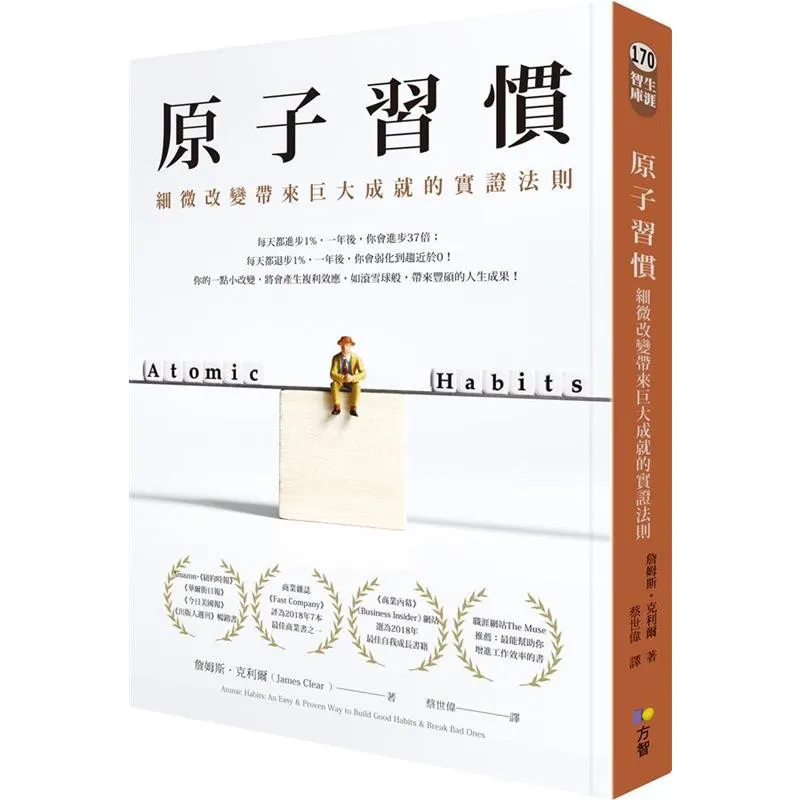 原子習慣
細微改變帶來巨大成就的實證法則
每天都進步1%，一年後，你會進步37倍；
每天都退步1%，一年後，你會弱化到趨近於0！
你的一點小改變，將會產生複利效應，如滾雪球般，帶來豐碩的人生成果！
Atomic Habits
Amazon、《紐約時報》
《華爾街日報》
《今日美國報》
《出版人週刊》暢銷書
商業雜誌
《Fast Company》
評為2018年7本
最佳商業書之一
《商業內幕》
（Business Insider）網站
選為2018年
最佳自我成長書籍
職涯網站The Muse
推薦：最能幫助你
增進工作效率的書
詹姆斯・克利爾（James Clear）——著
蔡世偉——譯
Atomic Habits: An Easy & Proven Way to Build Good Habits & Break Bad Ones
170
生涯
智庫
原子習慣
細微改變帶來巨大成就的實證法則
詹姆斯・克利爾 著
蔡世偉 譯
方智